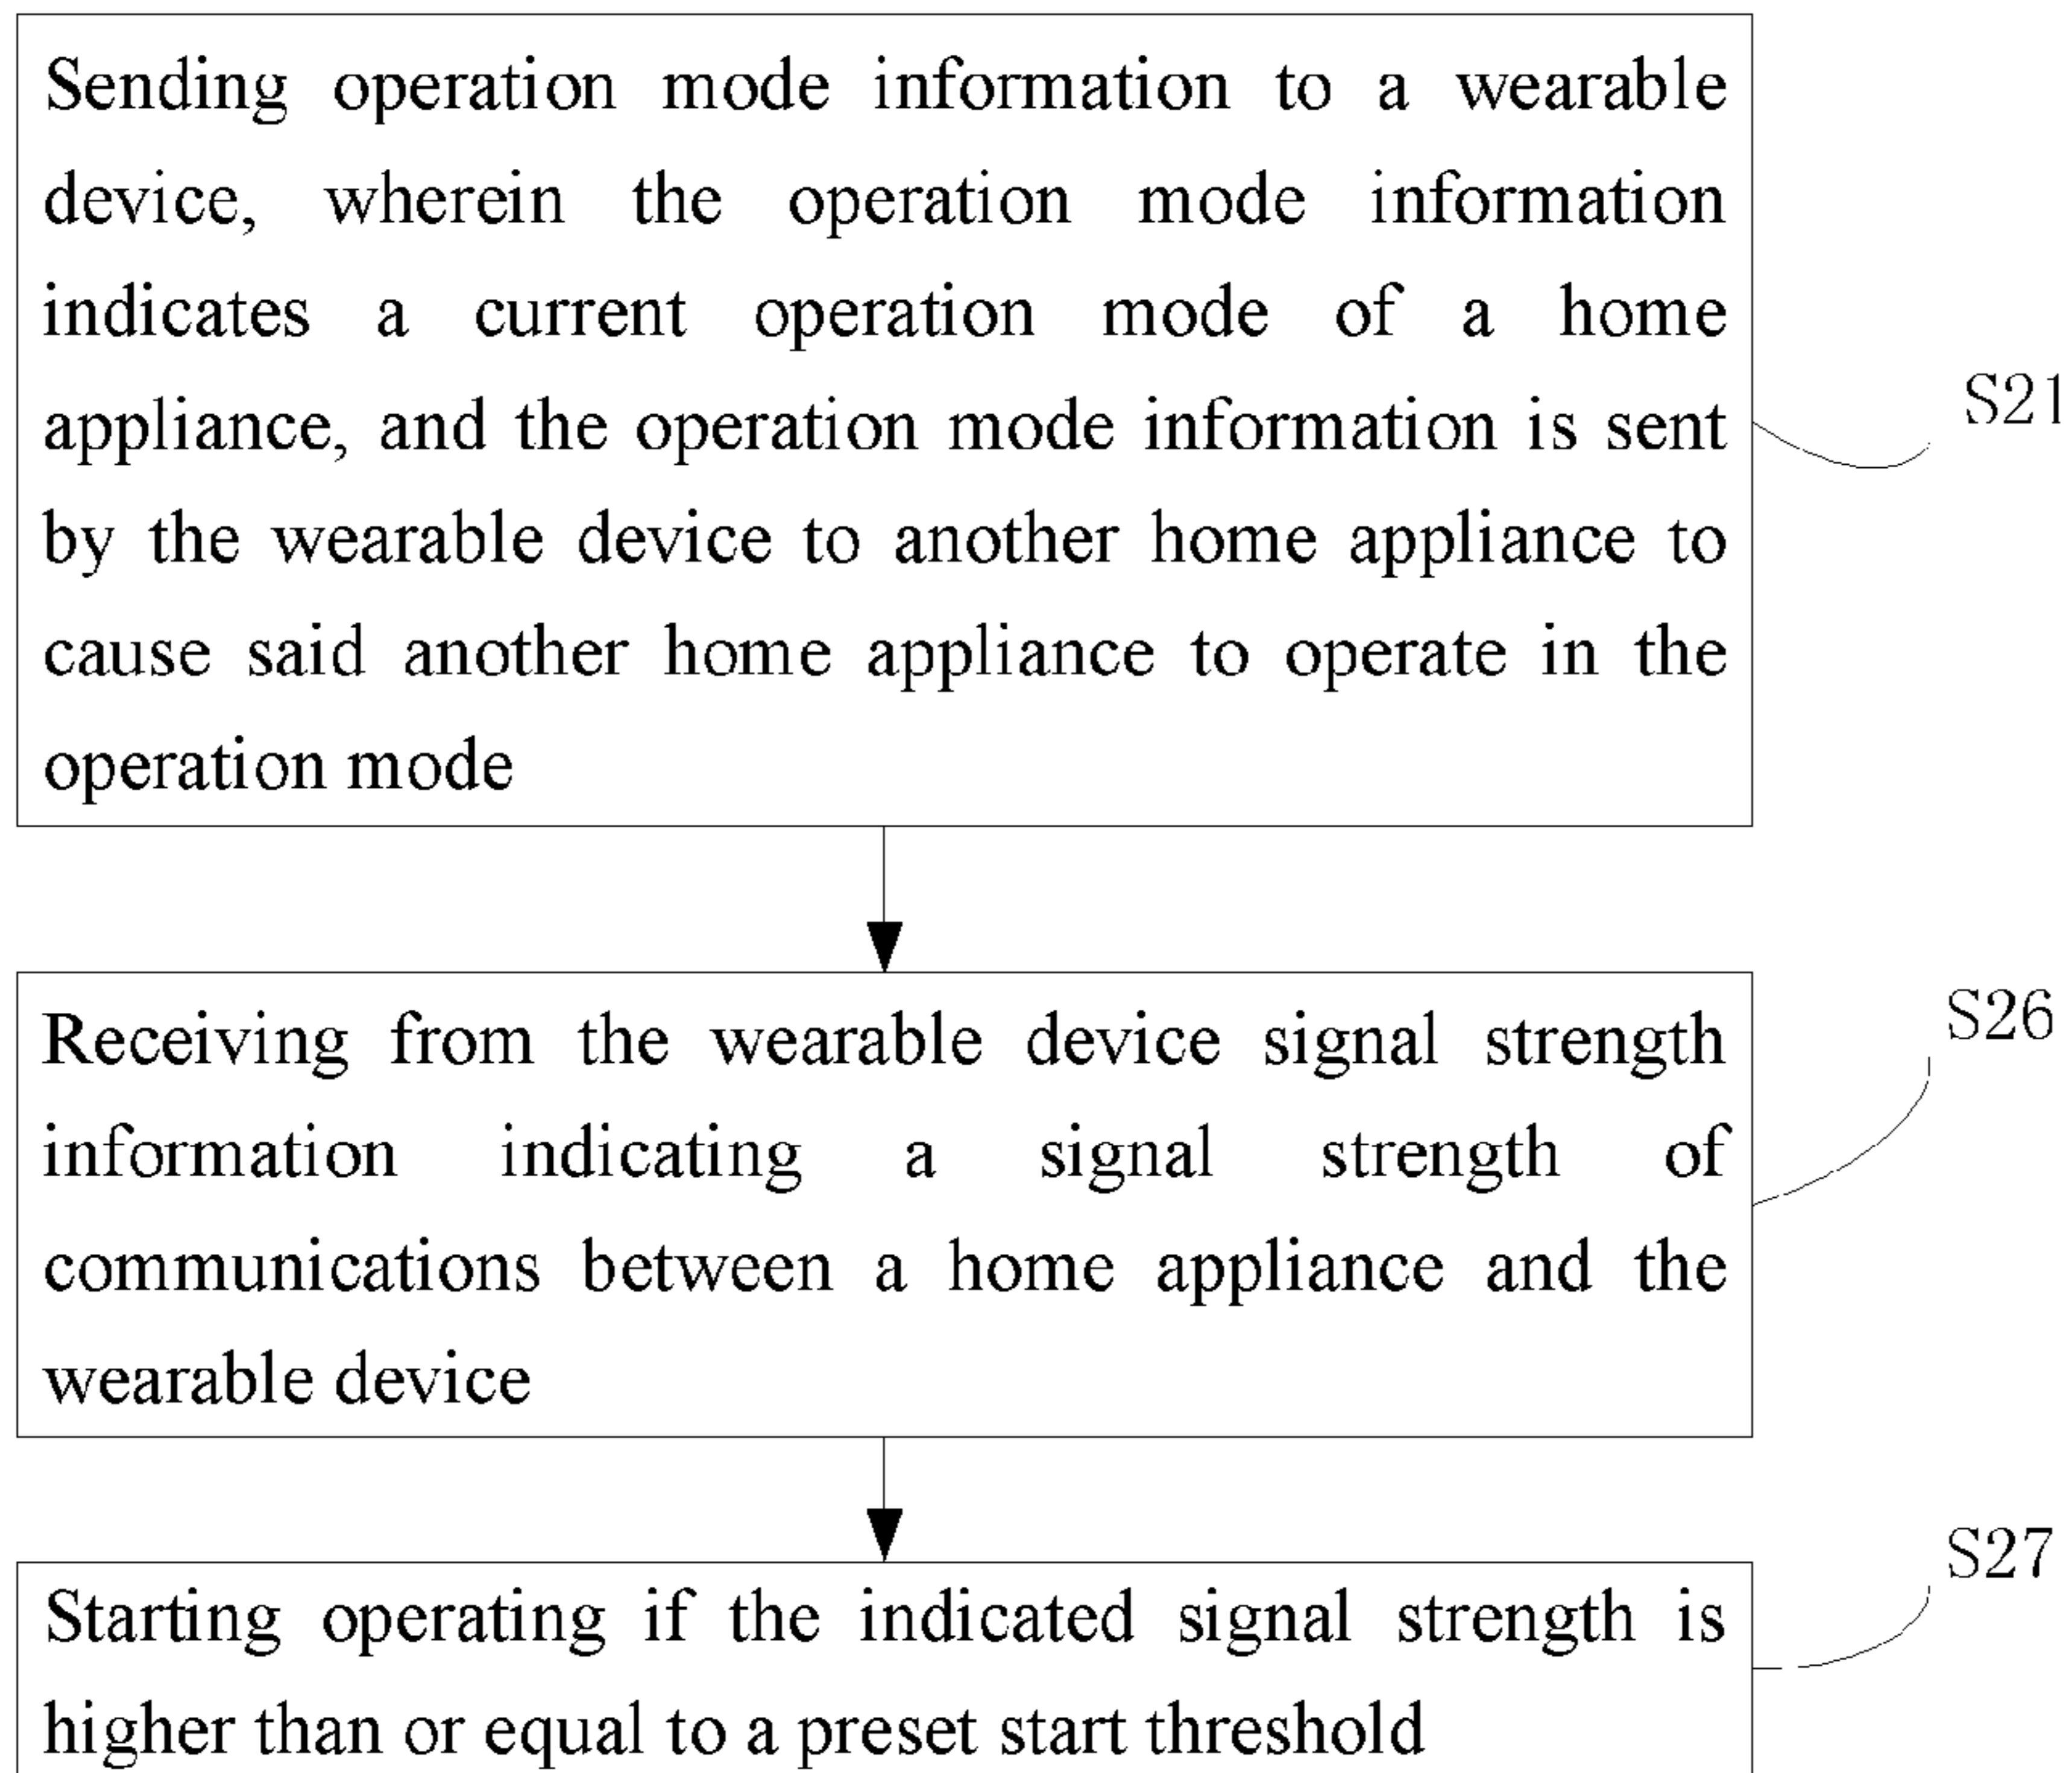 Sending operation mode information to a wearable
device, wherein the operation mode information
indicates a current operation mode of a home
appliance, and the operation mode information is sent
by the wearable device to another home appliance to
cause said another home appliance to operate in the
operation mode
S21
Receiving from the wearable device signal strength
information indicating a signal strength of
communications between a home appliance and the
wearable device
S26
Starting operating if the indicated signal strength is
higher than or equal to a preset start threshold
S27